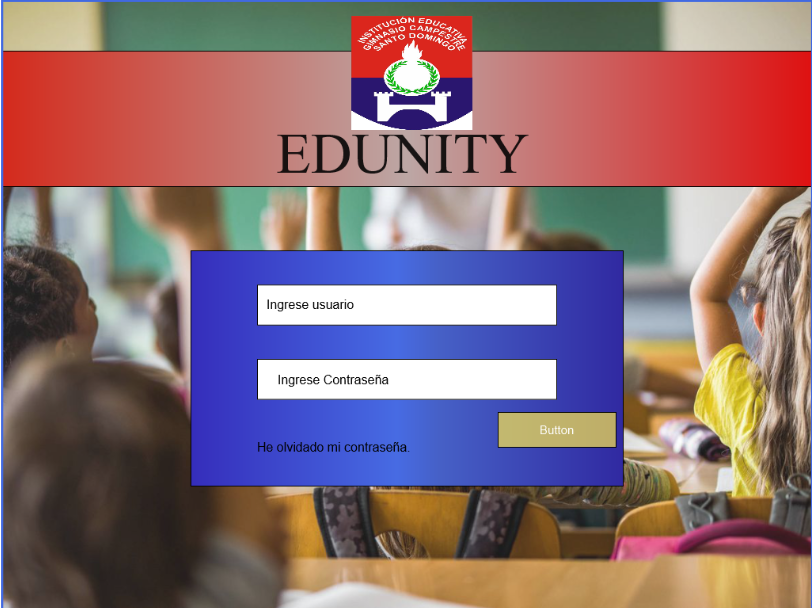 INSTITUCIÓN EDUCATIVA
GIMNASIO CAMPESTRE
SANTO DOMINGO
EDUNITY
Ingrese usuario
Ingrese Contraseña
Button
He olvidado mi contraseña.